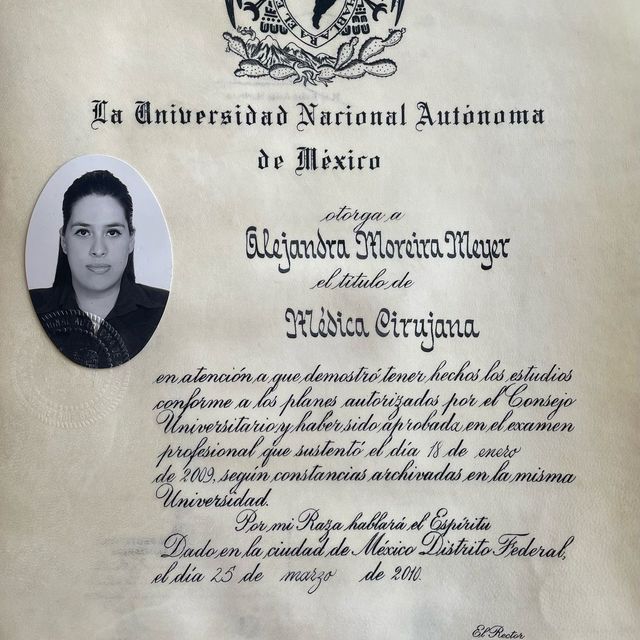 HABLARA EL E
La Universidad Nacional Autónoma
de México
otorga a
Alejandra Moreira Meyer
el título de
Médica Cirujana
en atención a que demostró tener hechos los estudios
conforme a los planes autorizados por el Consejo
Universitario y haber sido aprobada en el examen
profesional que sustentó el día 18 de enero
de 2009, según constancias archivadas en la misma
Universidad.
Por mi Raza hablará el Espíritu
Dado en la ciudad de México Distrito Federal,
el día 25 de marzo de 2010.
El Rector